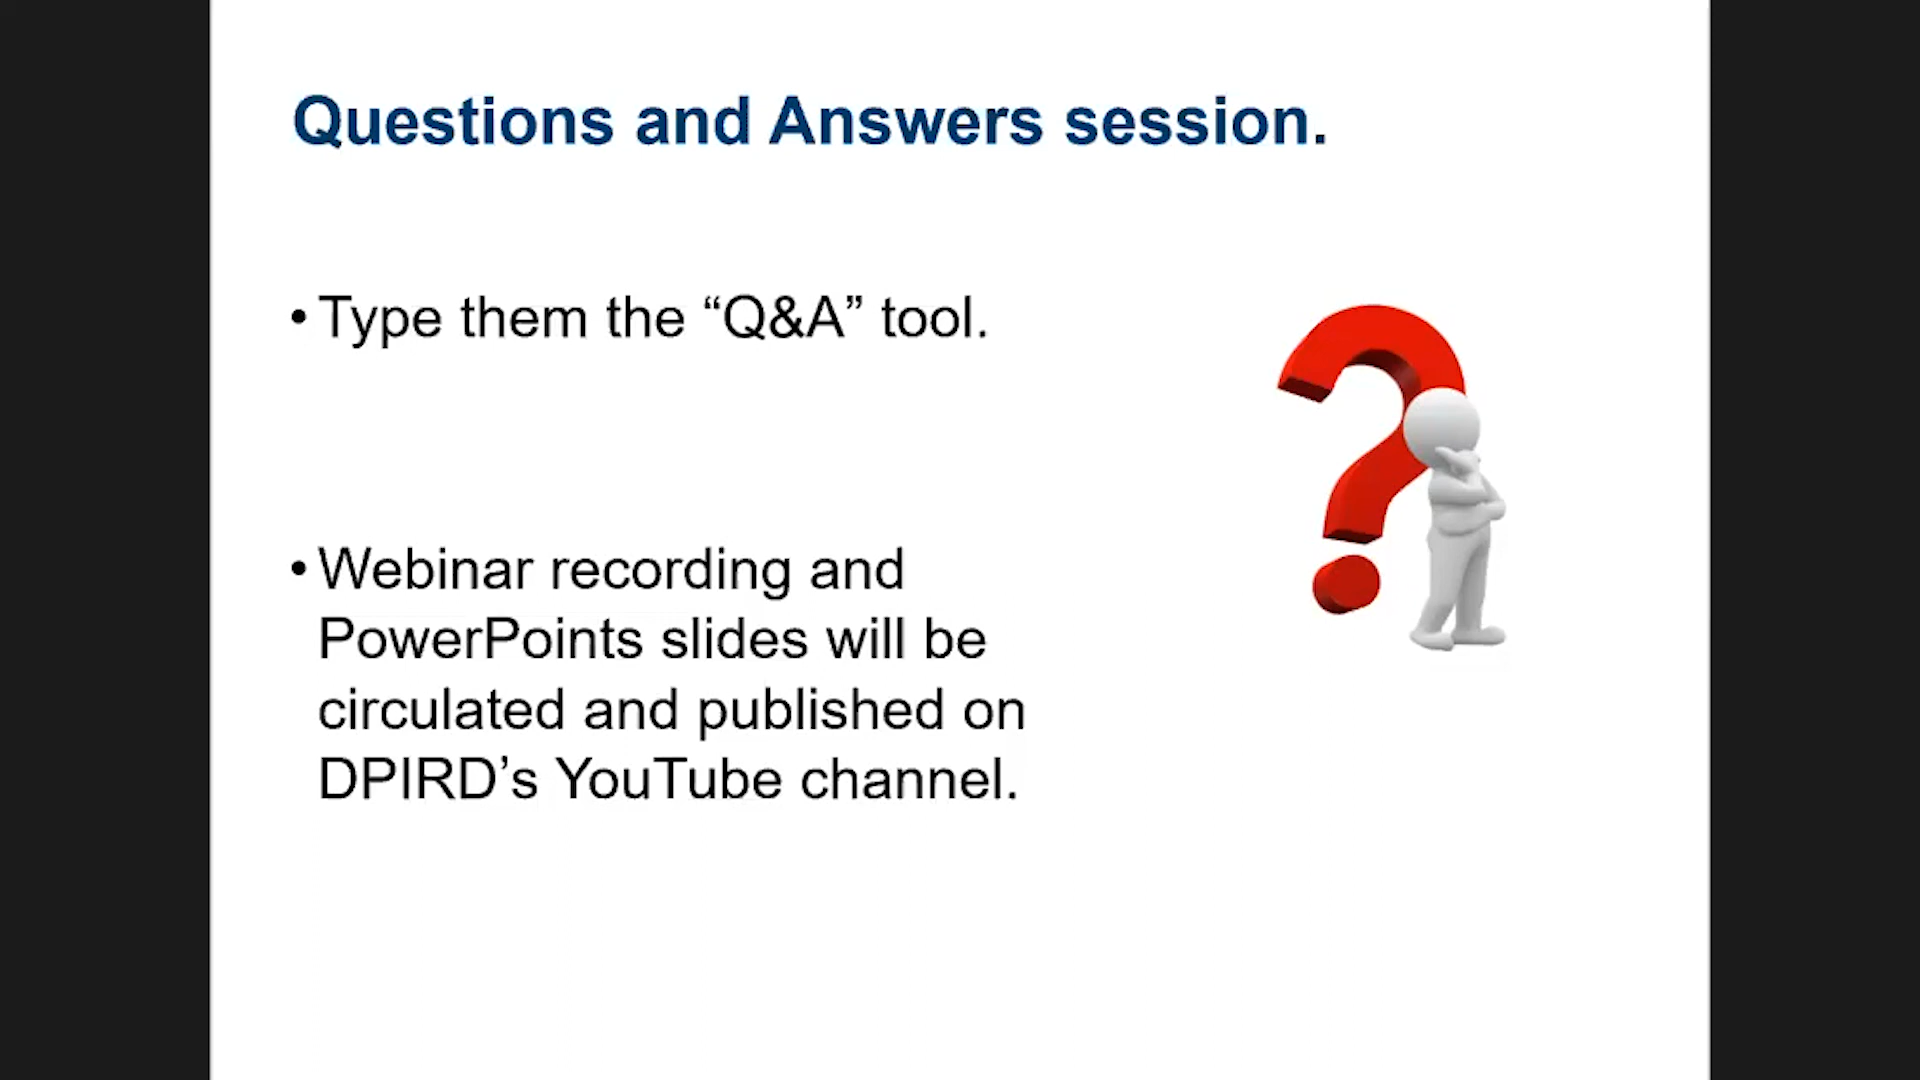 Questions and Answers session.
• Type them the “Q&A” tool.
• Webinar recording and
PowerPoints slides will be
circulated and published on
DPIRD’s YouTube channel.